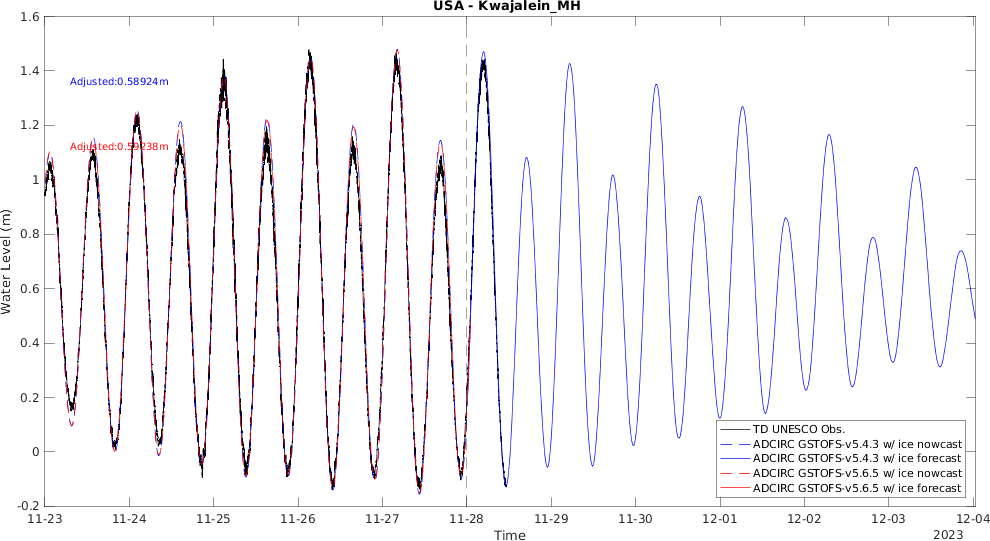 USA - Kwajalein_MH
1.6
1.4
1.2
1
0.8
0.6
0.4
0.2
0
-0.2
Water Level (m)
Adjusted:0.58924m
Adjusted:0.59238m
TD UNESCO Obs.
ADCIRC GSTOFS-v5.4.3 w/ ice nowcast
ADCIRC GSTOFS-v5.4.3 w/ ice forecast
ADCIRC GSTOFS-v5.6.5 w/ ice nowcast
ADCIRC GSTOFS-v5.6.5 w/ ice forecast
11-23 11-24 11-25 11-26 11-27 11-28 11-29 11-30 12-01 12-02 12-03 12-04
Time
2023